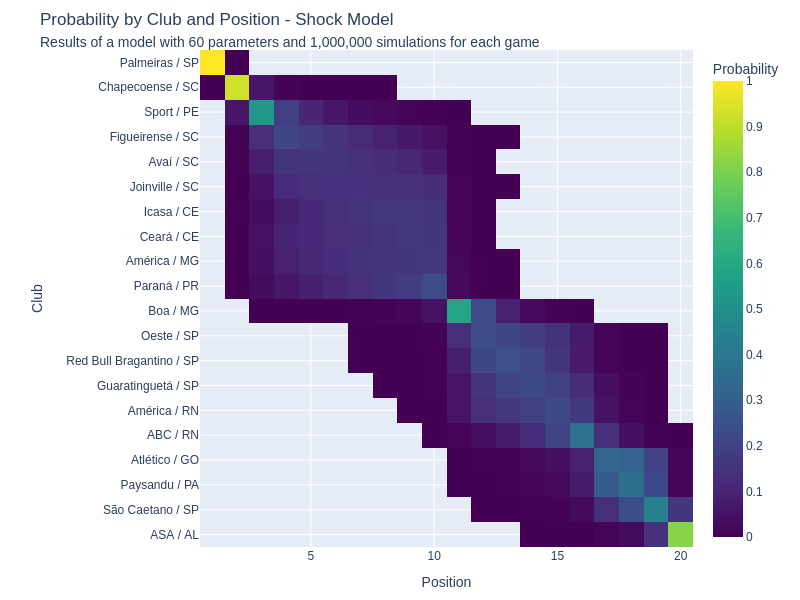 Probability by Club and Position - Shock Model
Results of a model with 60 parameters and 1,000,000 simulations for each game
Probability
Palmeiras / SP
Chapecoense / SC
Sport / PE
Figueirense / SC
Avaí / SC
Joinville / SC
Icasa / CE
Ceará / CE
América / MG
Paraná / PR
Boa / MG
Oeste / SP
Red Bull Bragantino / SP
Guaratinguetá / SP
América / RN
ABC / RN
Atlético / GO
Paysandu / PA
São Caetano / SP
ASA / AL
Club
5
10
15
20
Position
1
0.9
0.8
0.7
0.6
0.5
0.4
0.3
0.2
0.1
0